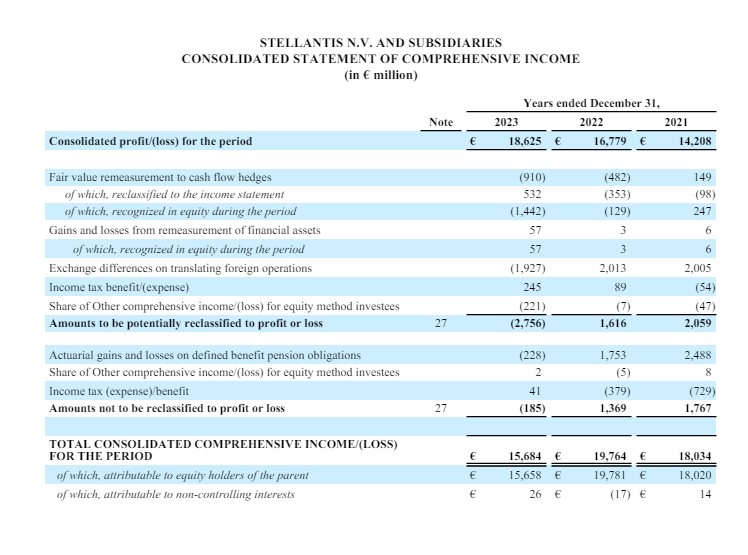 STELLANTIS N.V. AND SUBSIDIARIES
CONSOLIDATED STATEMENT OF COMPREHENSIVE INCOME
(in € million)
Years ended December 31,
Note 2023 2022 2021
Consolidated profit/(loss) for the period € 18,625 € 16,779 € 14,208
Fair value remeasurement to cash flow hedges (910) (482) 149
of which, reclassified to the income statement 532 (353) (98)
of which, recognized in equity during the period (1,442) (129) 247
Gains and losses from remeasurement of financial assets 57 3 6
of which, recognized in equity during the period 57 3 6
Exchange differences on translating foreign operations (1,927) 2,013 2,005
Income tax benefit/(expense) 245 89 (54)
Share of Other comprehensive income/(loss) for equity method investees (221) (7) (47)
Amounts to be potentially reclassified to profit or loss 27 (2,756) 1,616 2,059
Actuarial gains and losses on defined benefit pension obligations (228) 1,753 2,488
Share of Other comprehensive income/(loss) for equity method investees 2 (5) 8
Income tax (expense)/benefit 41 (379) (729)
Amounts not to be reclassified to profit or loss 27 (185) 1,369 1,767
TOTAL CONSOLIDATED COMPREHENSIVE INCOME/(LOSS)
FOR THE PERIOD € 15,684 € 19,764 € 18,034
of which, attributable to equity holders of the parent € 15,658 € 19,781 € 18,020
of which, attributable to non-controlling interests € 26 € (17) € 14